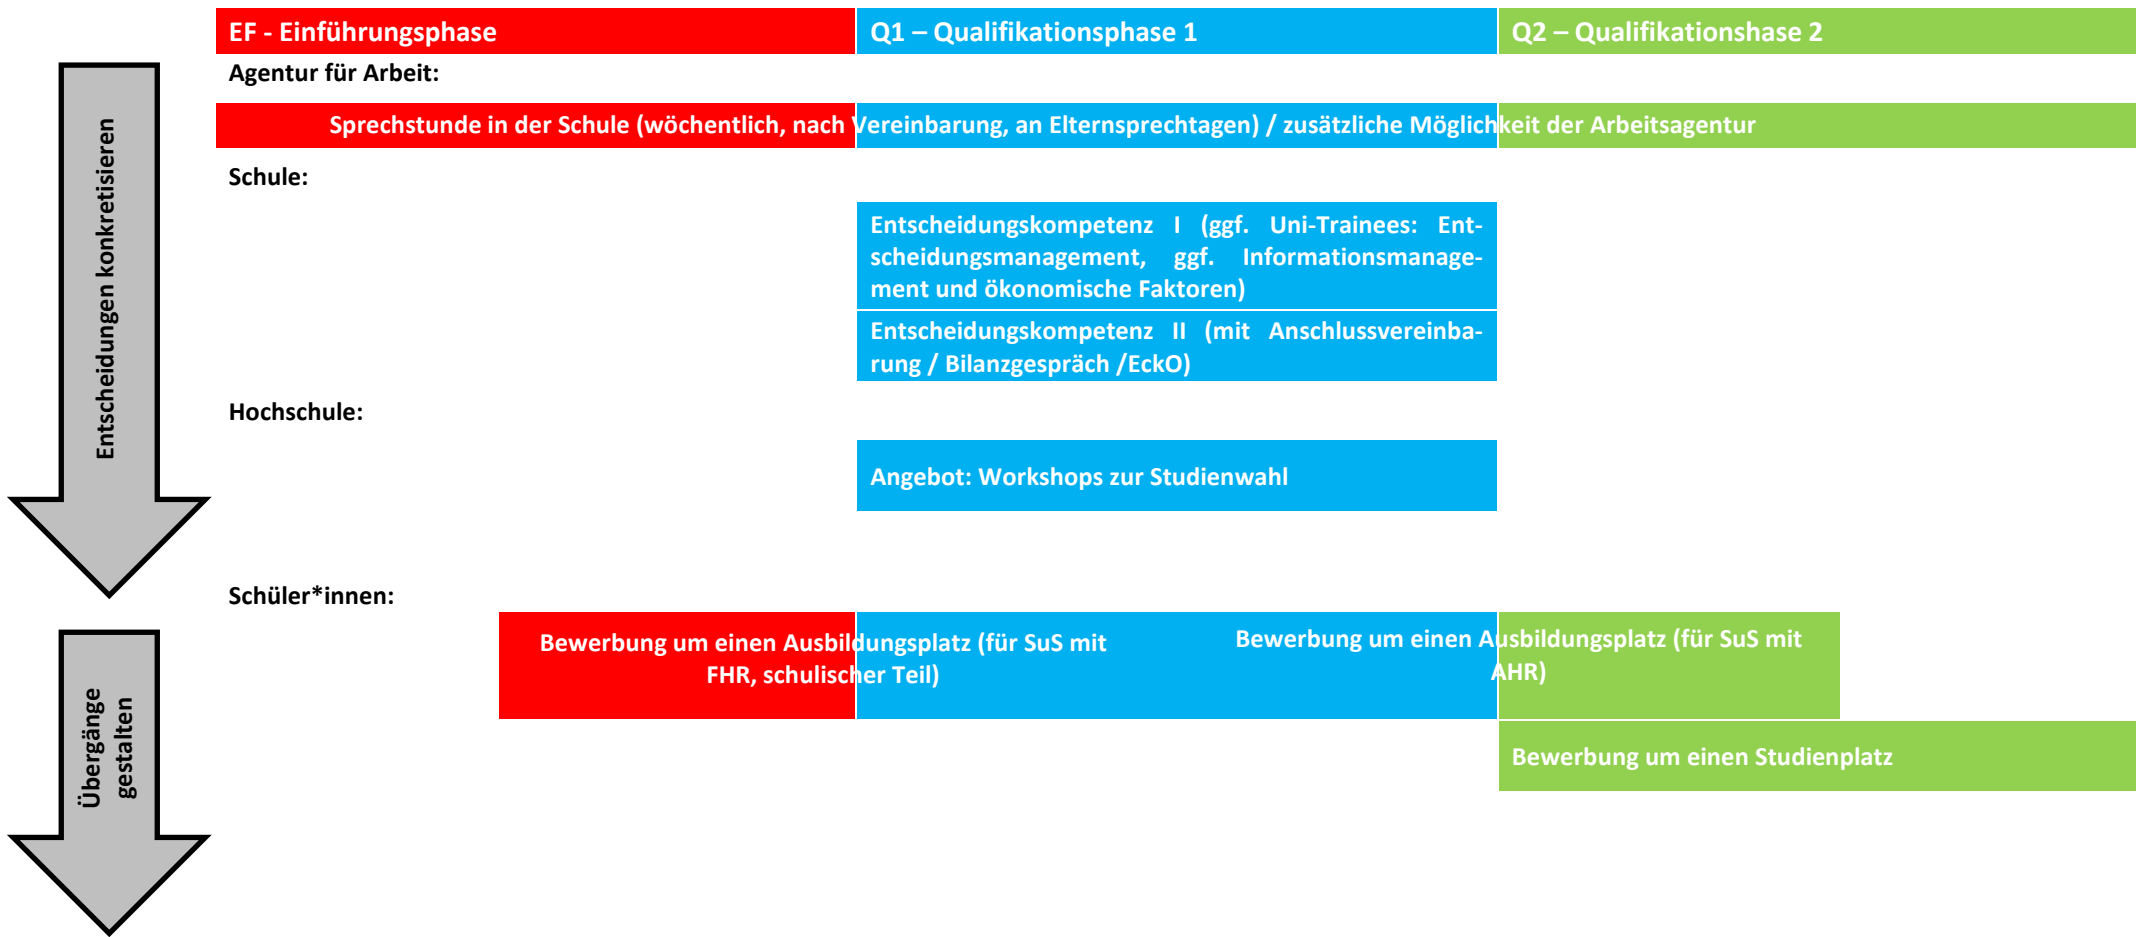 EF - Einführungsphase
Q1 – Qualifikationsphase 1
Q2 – Qualifikationshase 2
Agentur für Arbeit:
Sprechstunde in der Schule (wöchentlich, nach Vereinbarung, an Elternsprechtagen) / zusätzliche Möglichkeit der Arbeitsagentur
Entscheidungen konkretisieren
Schule:
Entscheidungskompetenz I (ggf. Uni-Trainees: Ent-
scheidungsmanagement, ggf. Informationsmanage-
ment und ökonomische Faktoren)
Entscheidungskompetenz II (mit Anschlussvereinba-
rung / Bilanzgespräch /EckO)
Hochschule:
Angebot: Workshops zur Studienwahl
Schüler*innen:
Übergänge
gestalten
Bewerbung um einen Ausbildungsplatz (für SuS mit
FHR, schulischer Teil)
Bewerbung um einen Ausbildungsplatz (für SuS mit
AHR)
Bewerbung um einen Studienplatz